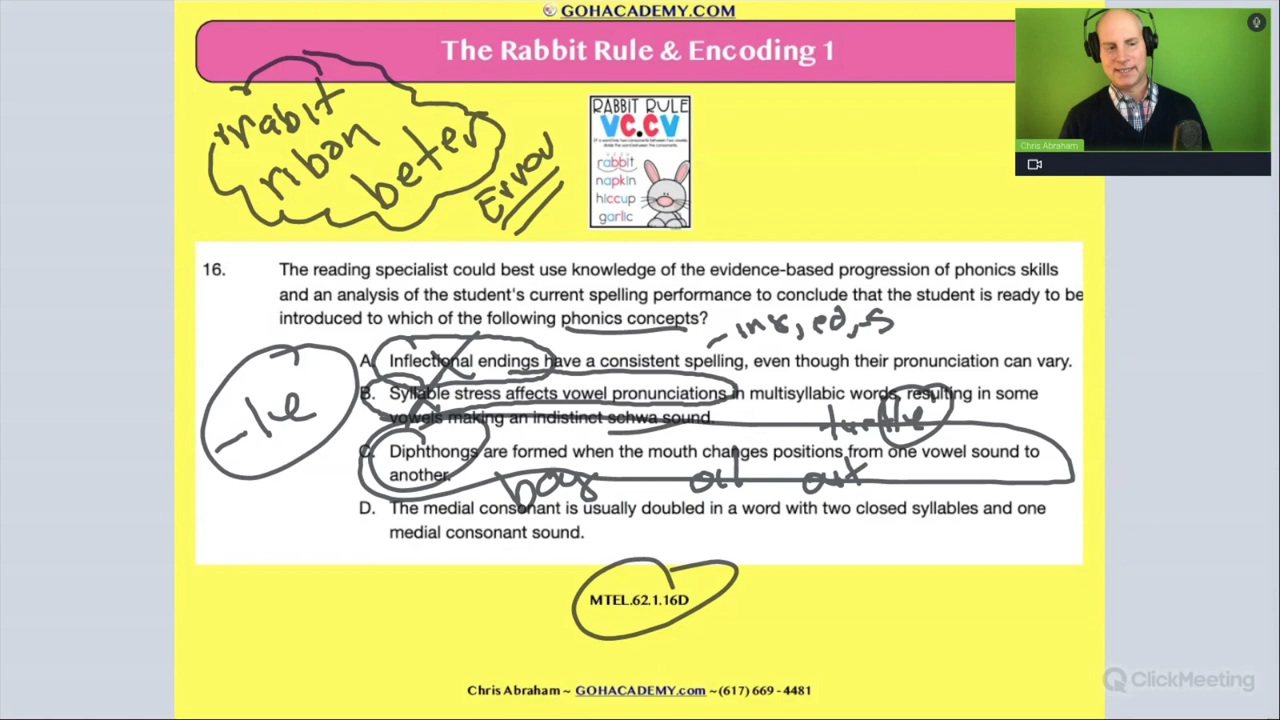 © GOHACADEMY.COM
The Rabbit Rule & Encoding 1
rabit
ribon
beter
Error
RABBIT RULE
VC.CV
rabbit
napkin
hiccup
garlic
Chris Abraham
16. The reading specialist could best use knowledge of the evidence-based progression of phonics skills
and an analysis of the student's current spelling performance to conclude that the student is ready to be
introduced to which of the following phonics concepts?
- ing, ed, -s
A. Inflectional endings have a consistent spelling, even though their pronunciation can vary.
-le
B. Syllable stress affects vowel pronunciations in multisyllabic words, resulting in some
vowels making an indistinct schwa sound.
turtle
C. Diphthongs are formed when the mouth changes positions from one vowel sound to
another.
boy oil out
D. The medial consonant is usually doubled in a word with two closed syllables and one
medial consonant sound.
MTEL.62.1.16D
Chris Abraham ~ GOHACADEMY.com ~(617) 669 - 4481
ClickMeeting